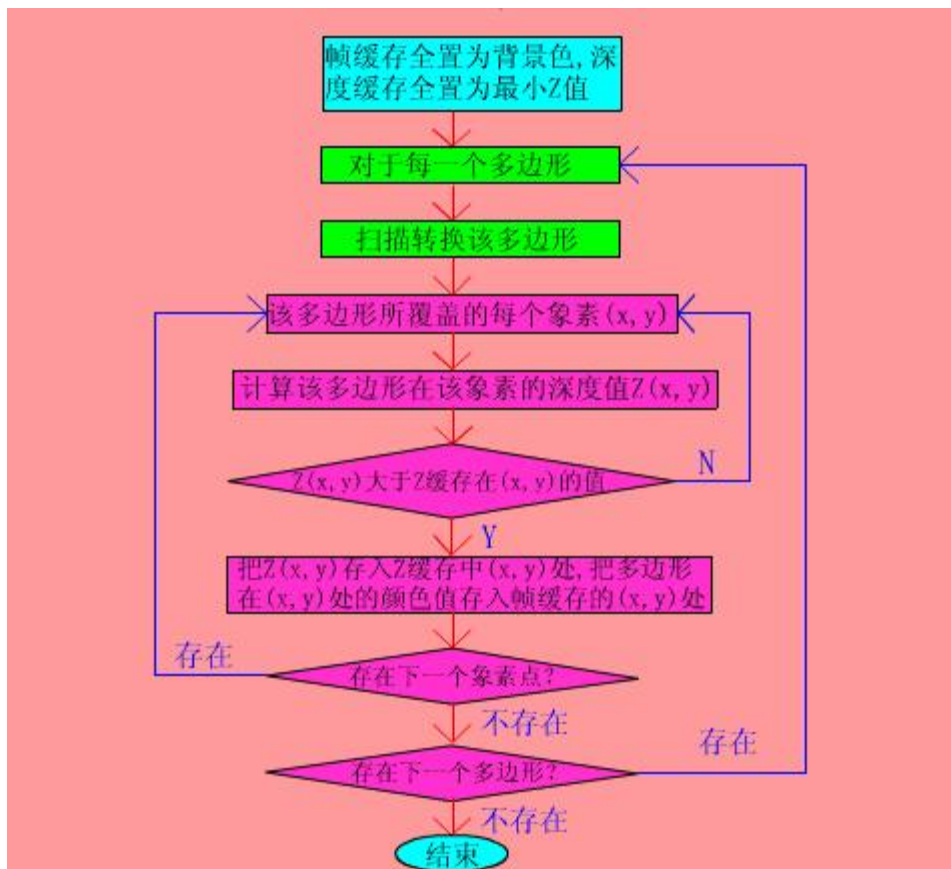 帧缓存全置为背景色,深
度缓存全置为最小Z值
对于每一个多边形
扫描转换该多边形
该多边形所覆盖的每个象素(x,y)
计算该多边形在该象素的深度值Z(x,y)
Z(x,y)大于Z缓存在(x,y)的值
N
Y
把Z(x,y)存入Z缓存中(x,y)处,把多边形
在(x,y)处的颜色值存入帧缓存的(x,y)处
存在
存在下一个象素点?
不存在
存在
存在下一个多边形?
不存在
结束